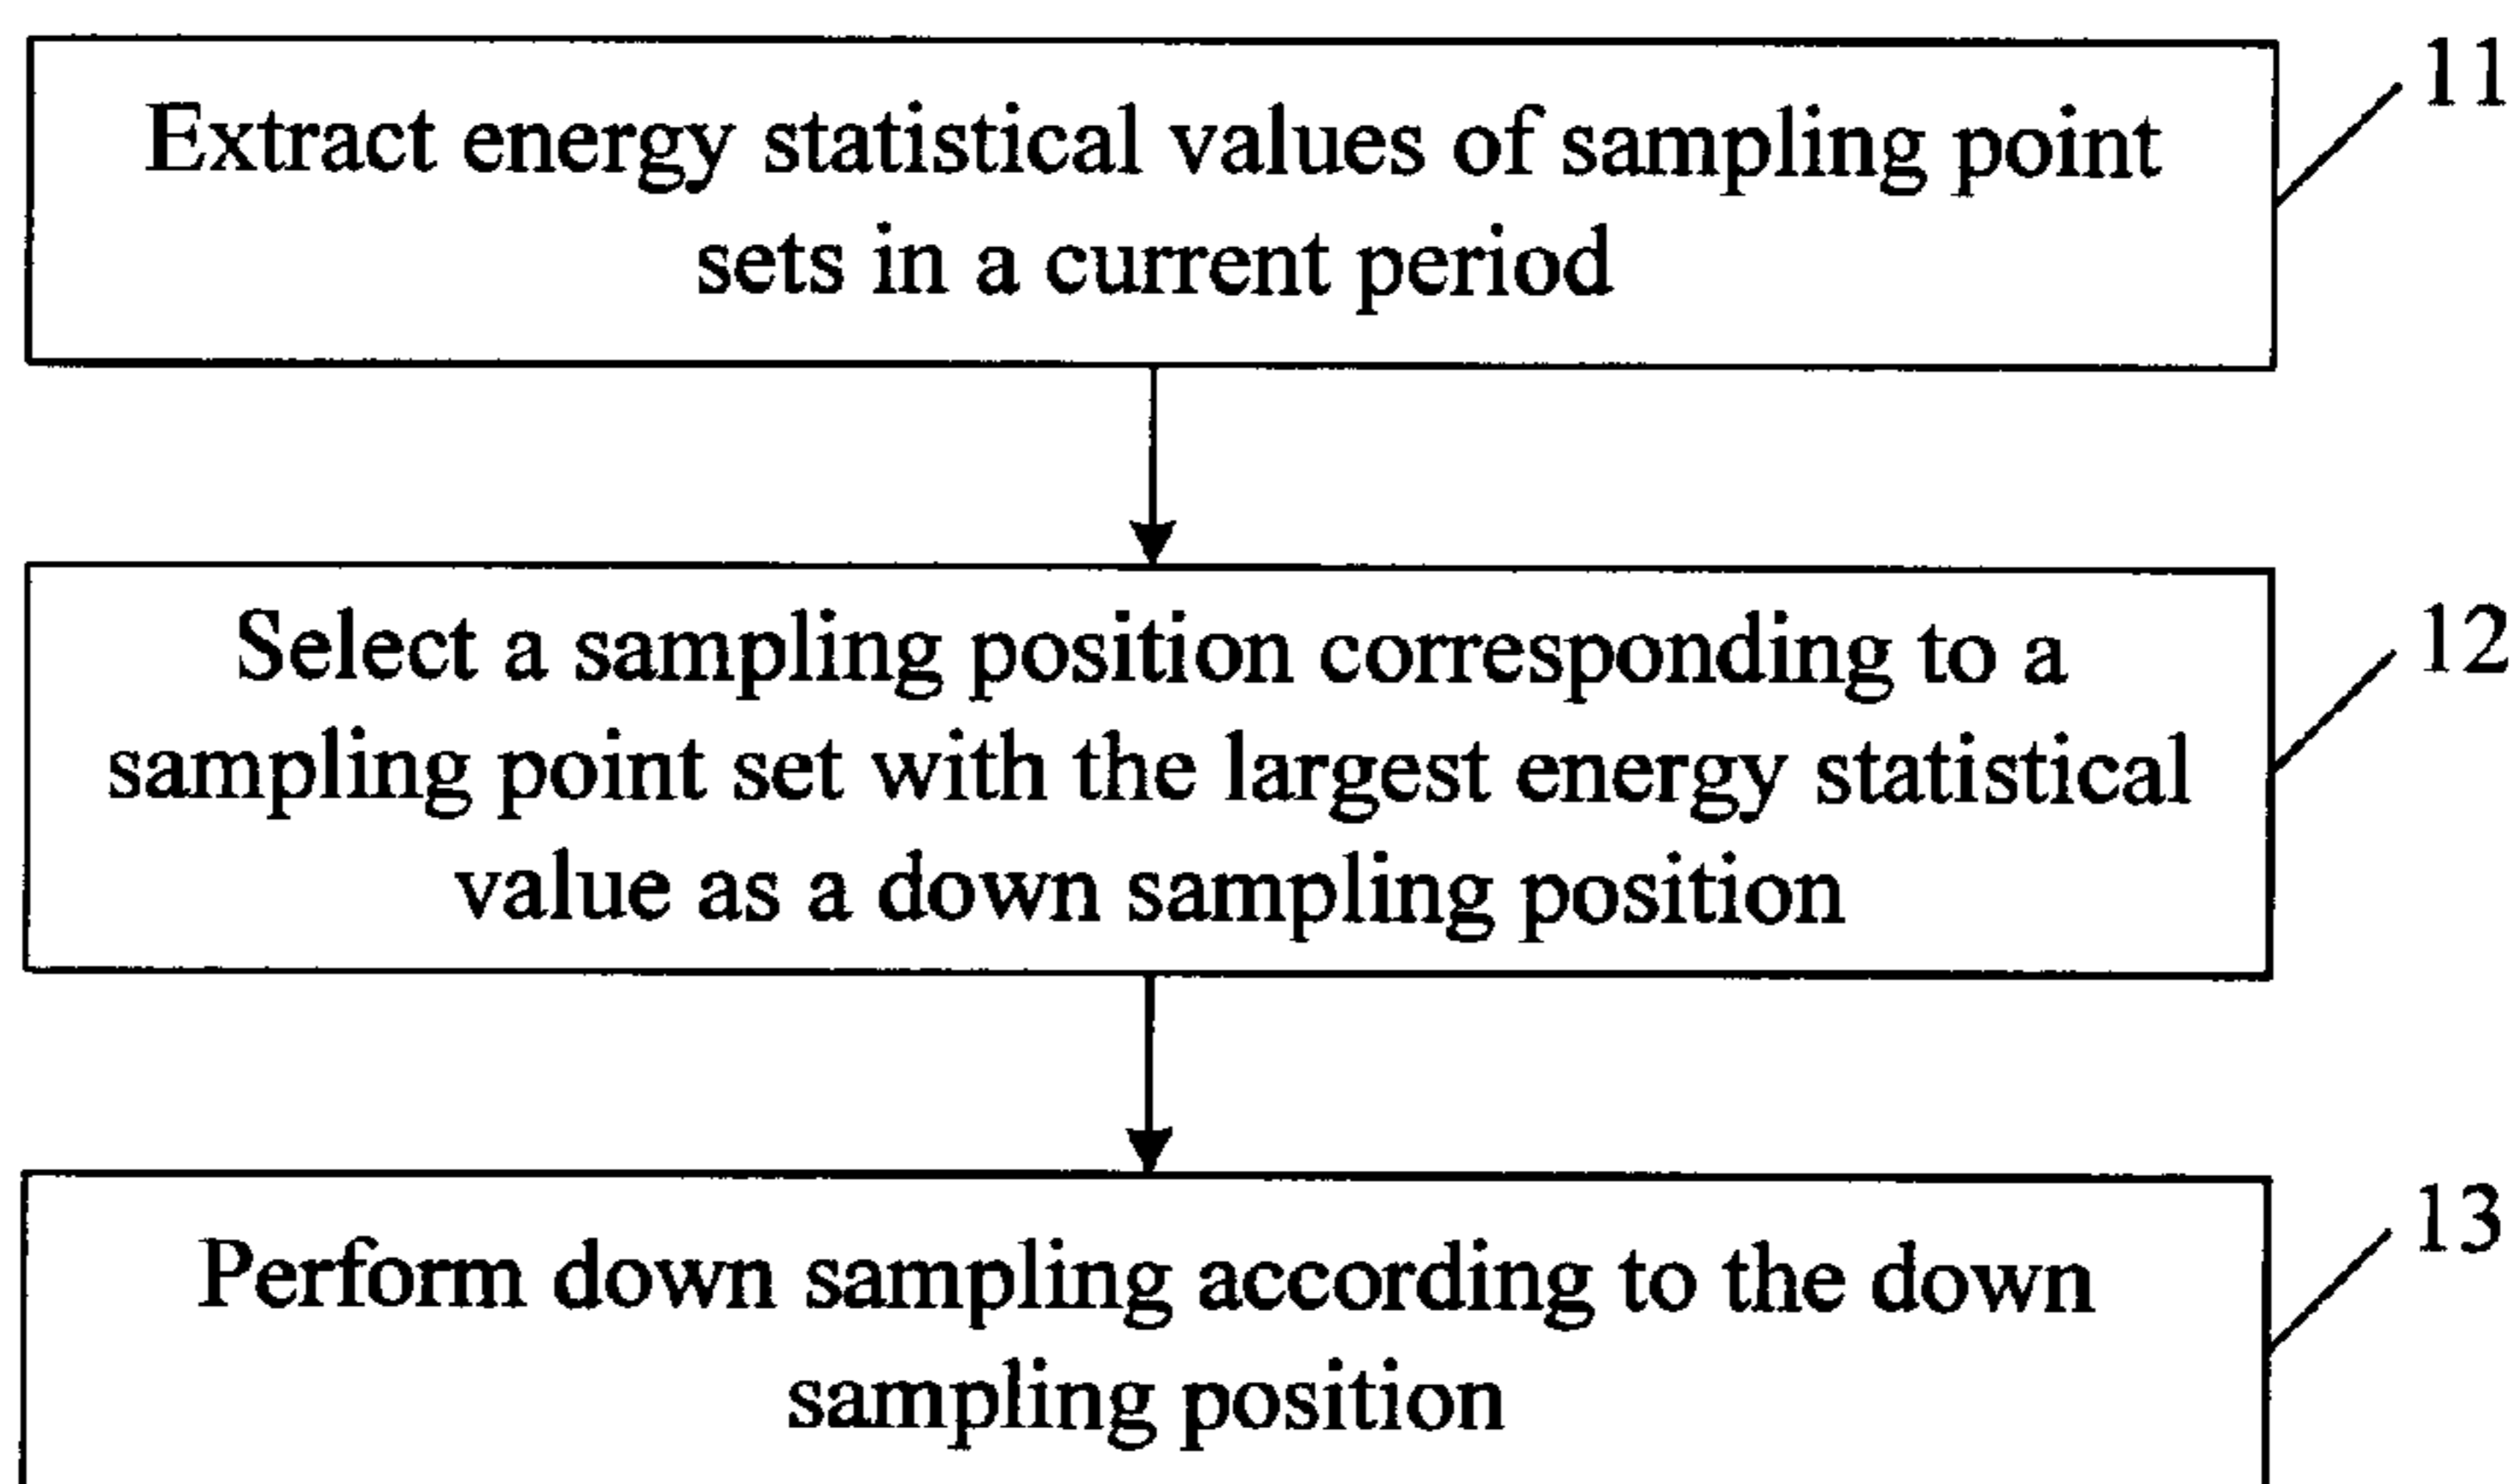 11
Extract energy statistical values of sampling point
sets in a current period
12
Select a sampling position corresponding to a
sampling point set with the largest energy statistical
value as a down sampling position
13
Perform down sampling according to the down
sampling position